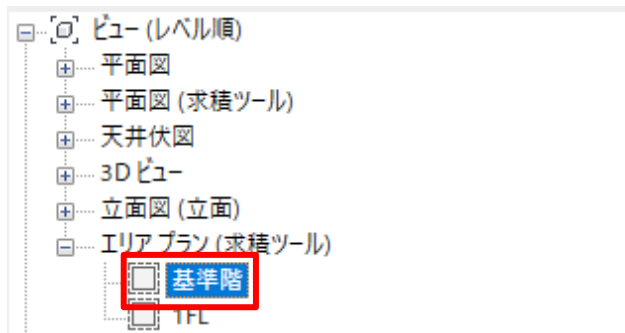 ビュー (レベル順)
平面図
平面図 (求積ツール)
天井伏図
3D ビュー
立面図 (立面)
エリア プラン (求積ツール)
基準階
1FL